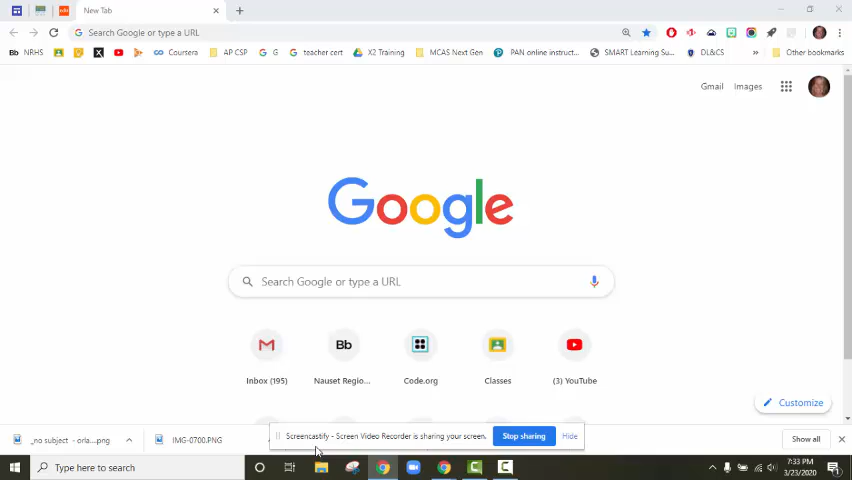 New Tab
Search Google or type a URL
Bb NRHS
Coursera
AP CSP
G
teacher cert
X2 Training
MCAS Next Gen
PAN online instruct...
SMART Learning Su...
DL&CS
»
Other bookmarks
Gmail
Images
Google
Search Google or type a URL
Bb
Inbox (195)
Nauset Regio...
Code.org
Classes
(3) YouTube
Customize
_no subject - orla....png
IMG-0700.PNG
Screencastify - Screen Video Recorder is sharing your screen.
Stop sharing
Hide
Show all
Type here to search
7:33 PM
3/23/2020